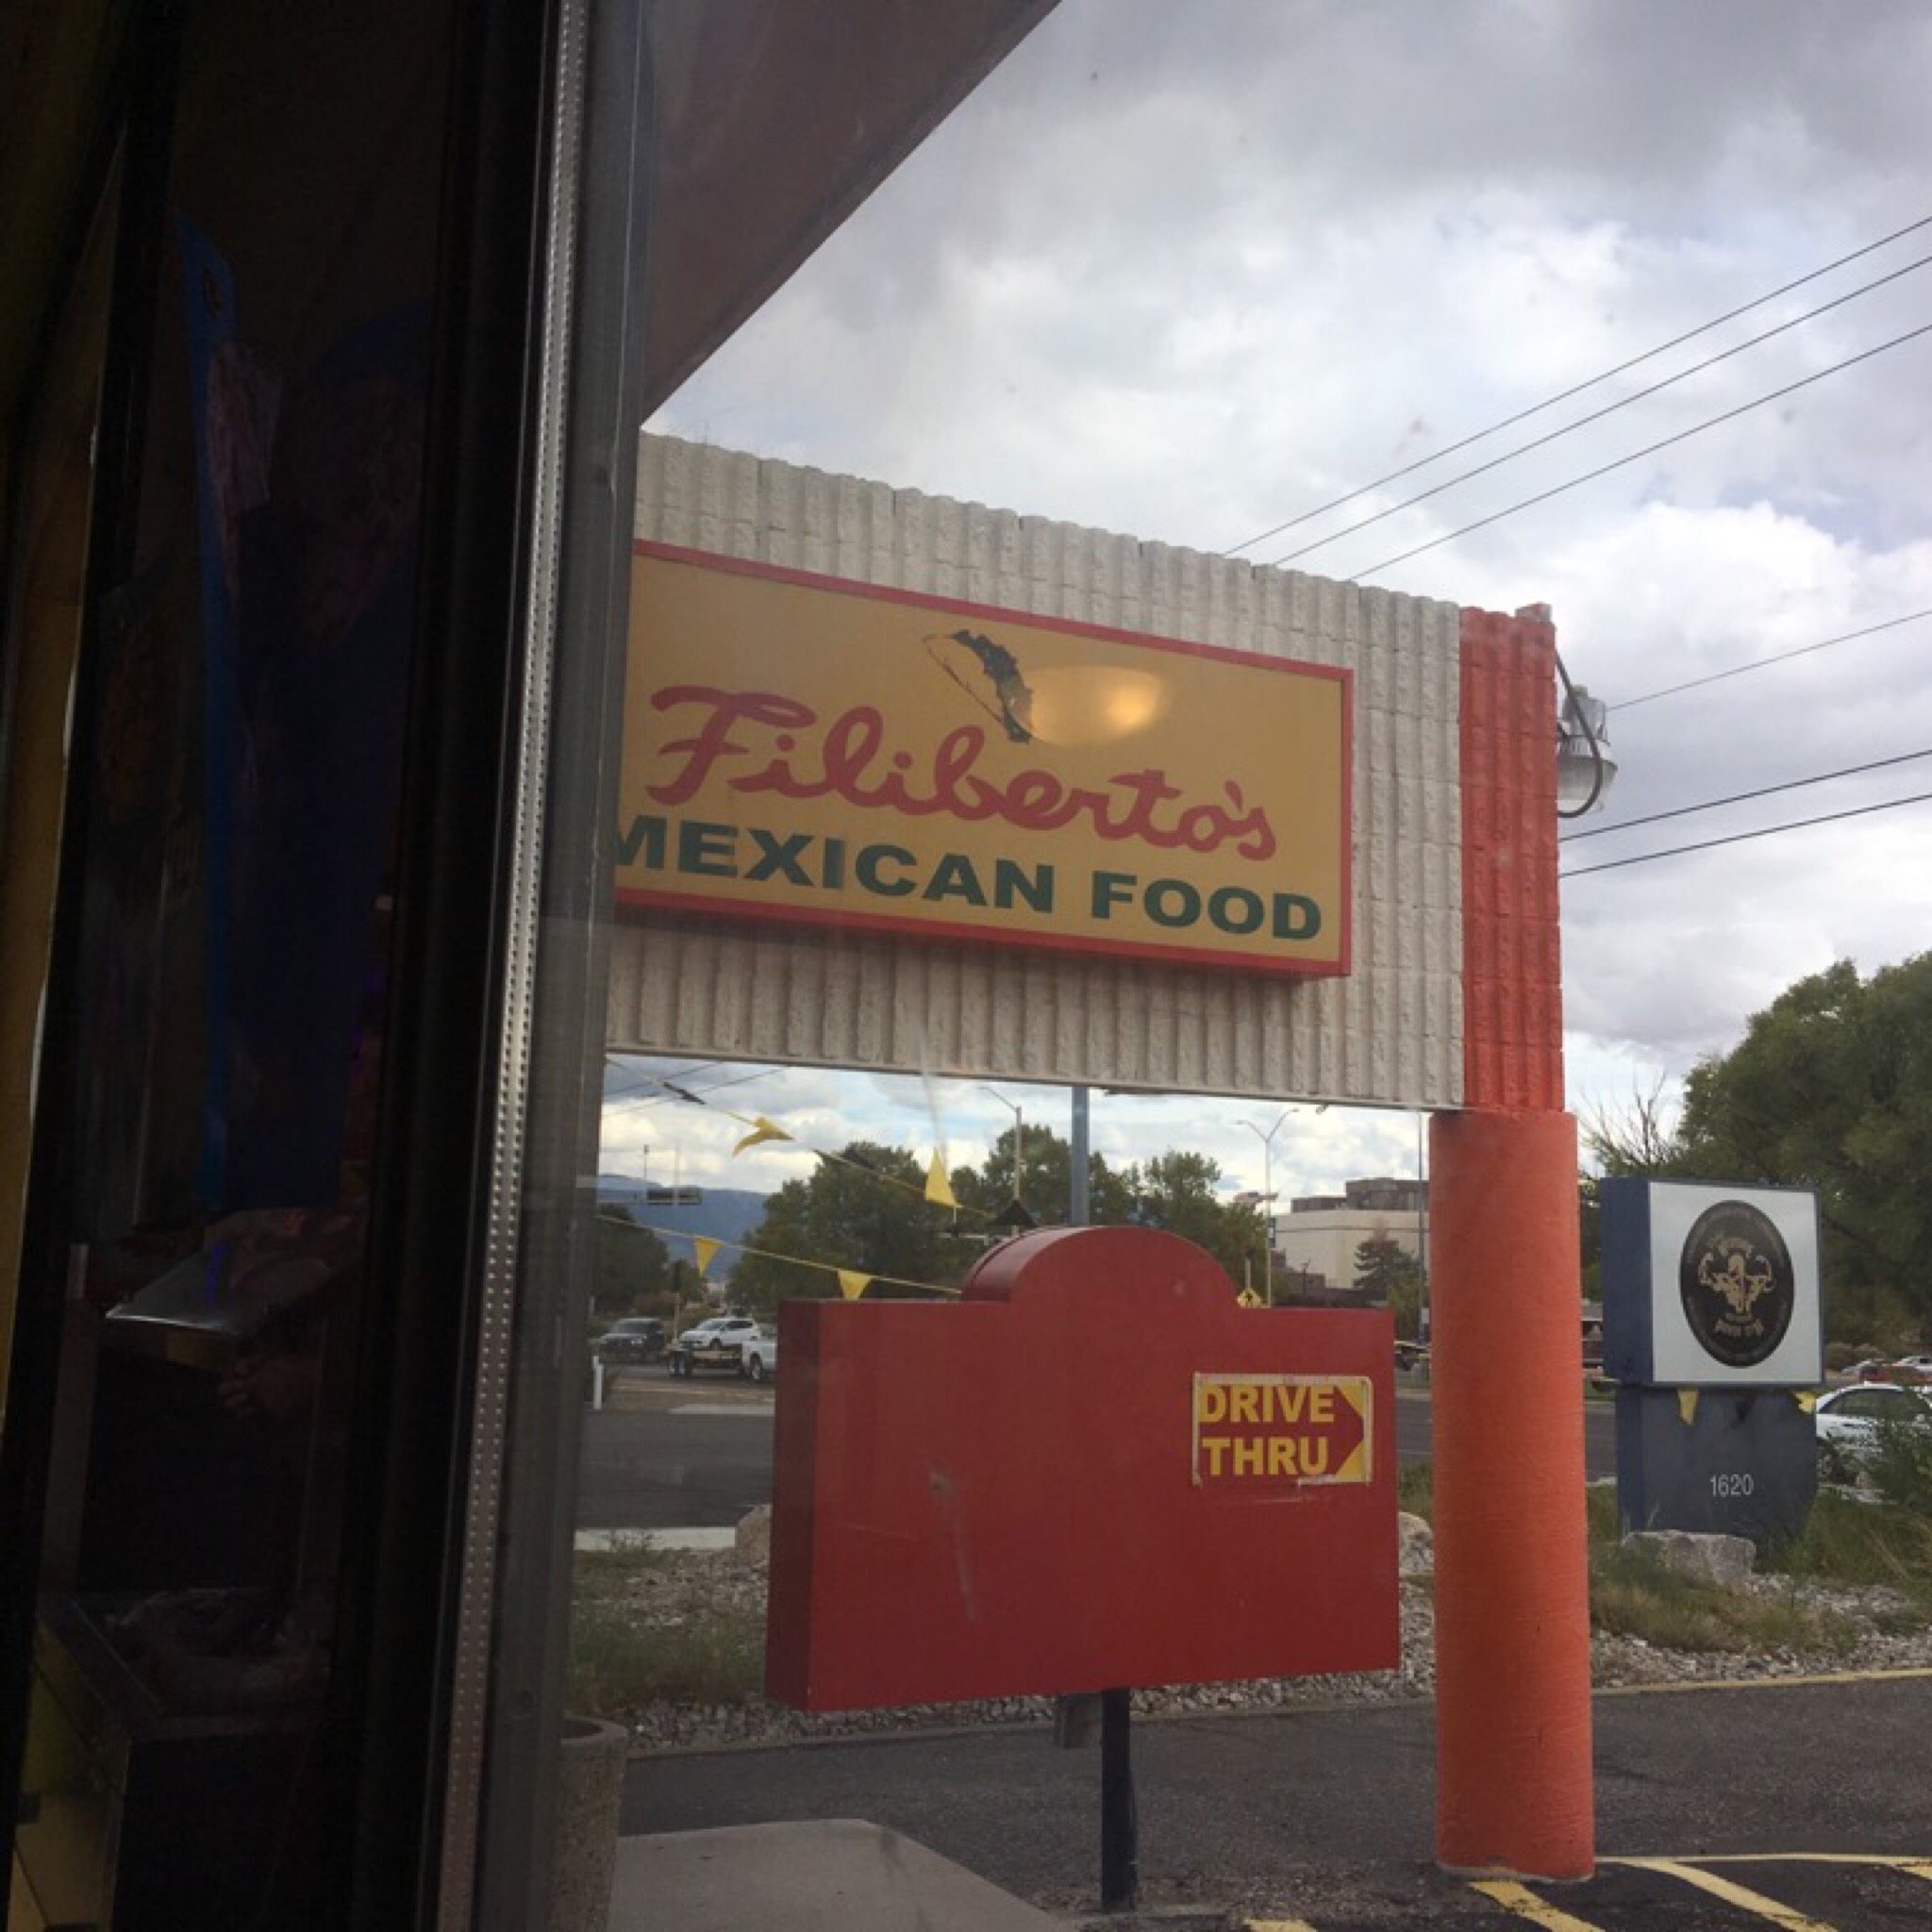 Filiberto's
MEXICAN FOOD
DRIVE
THRU
1620